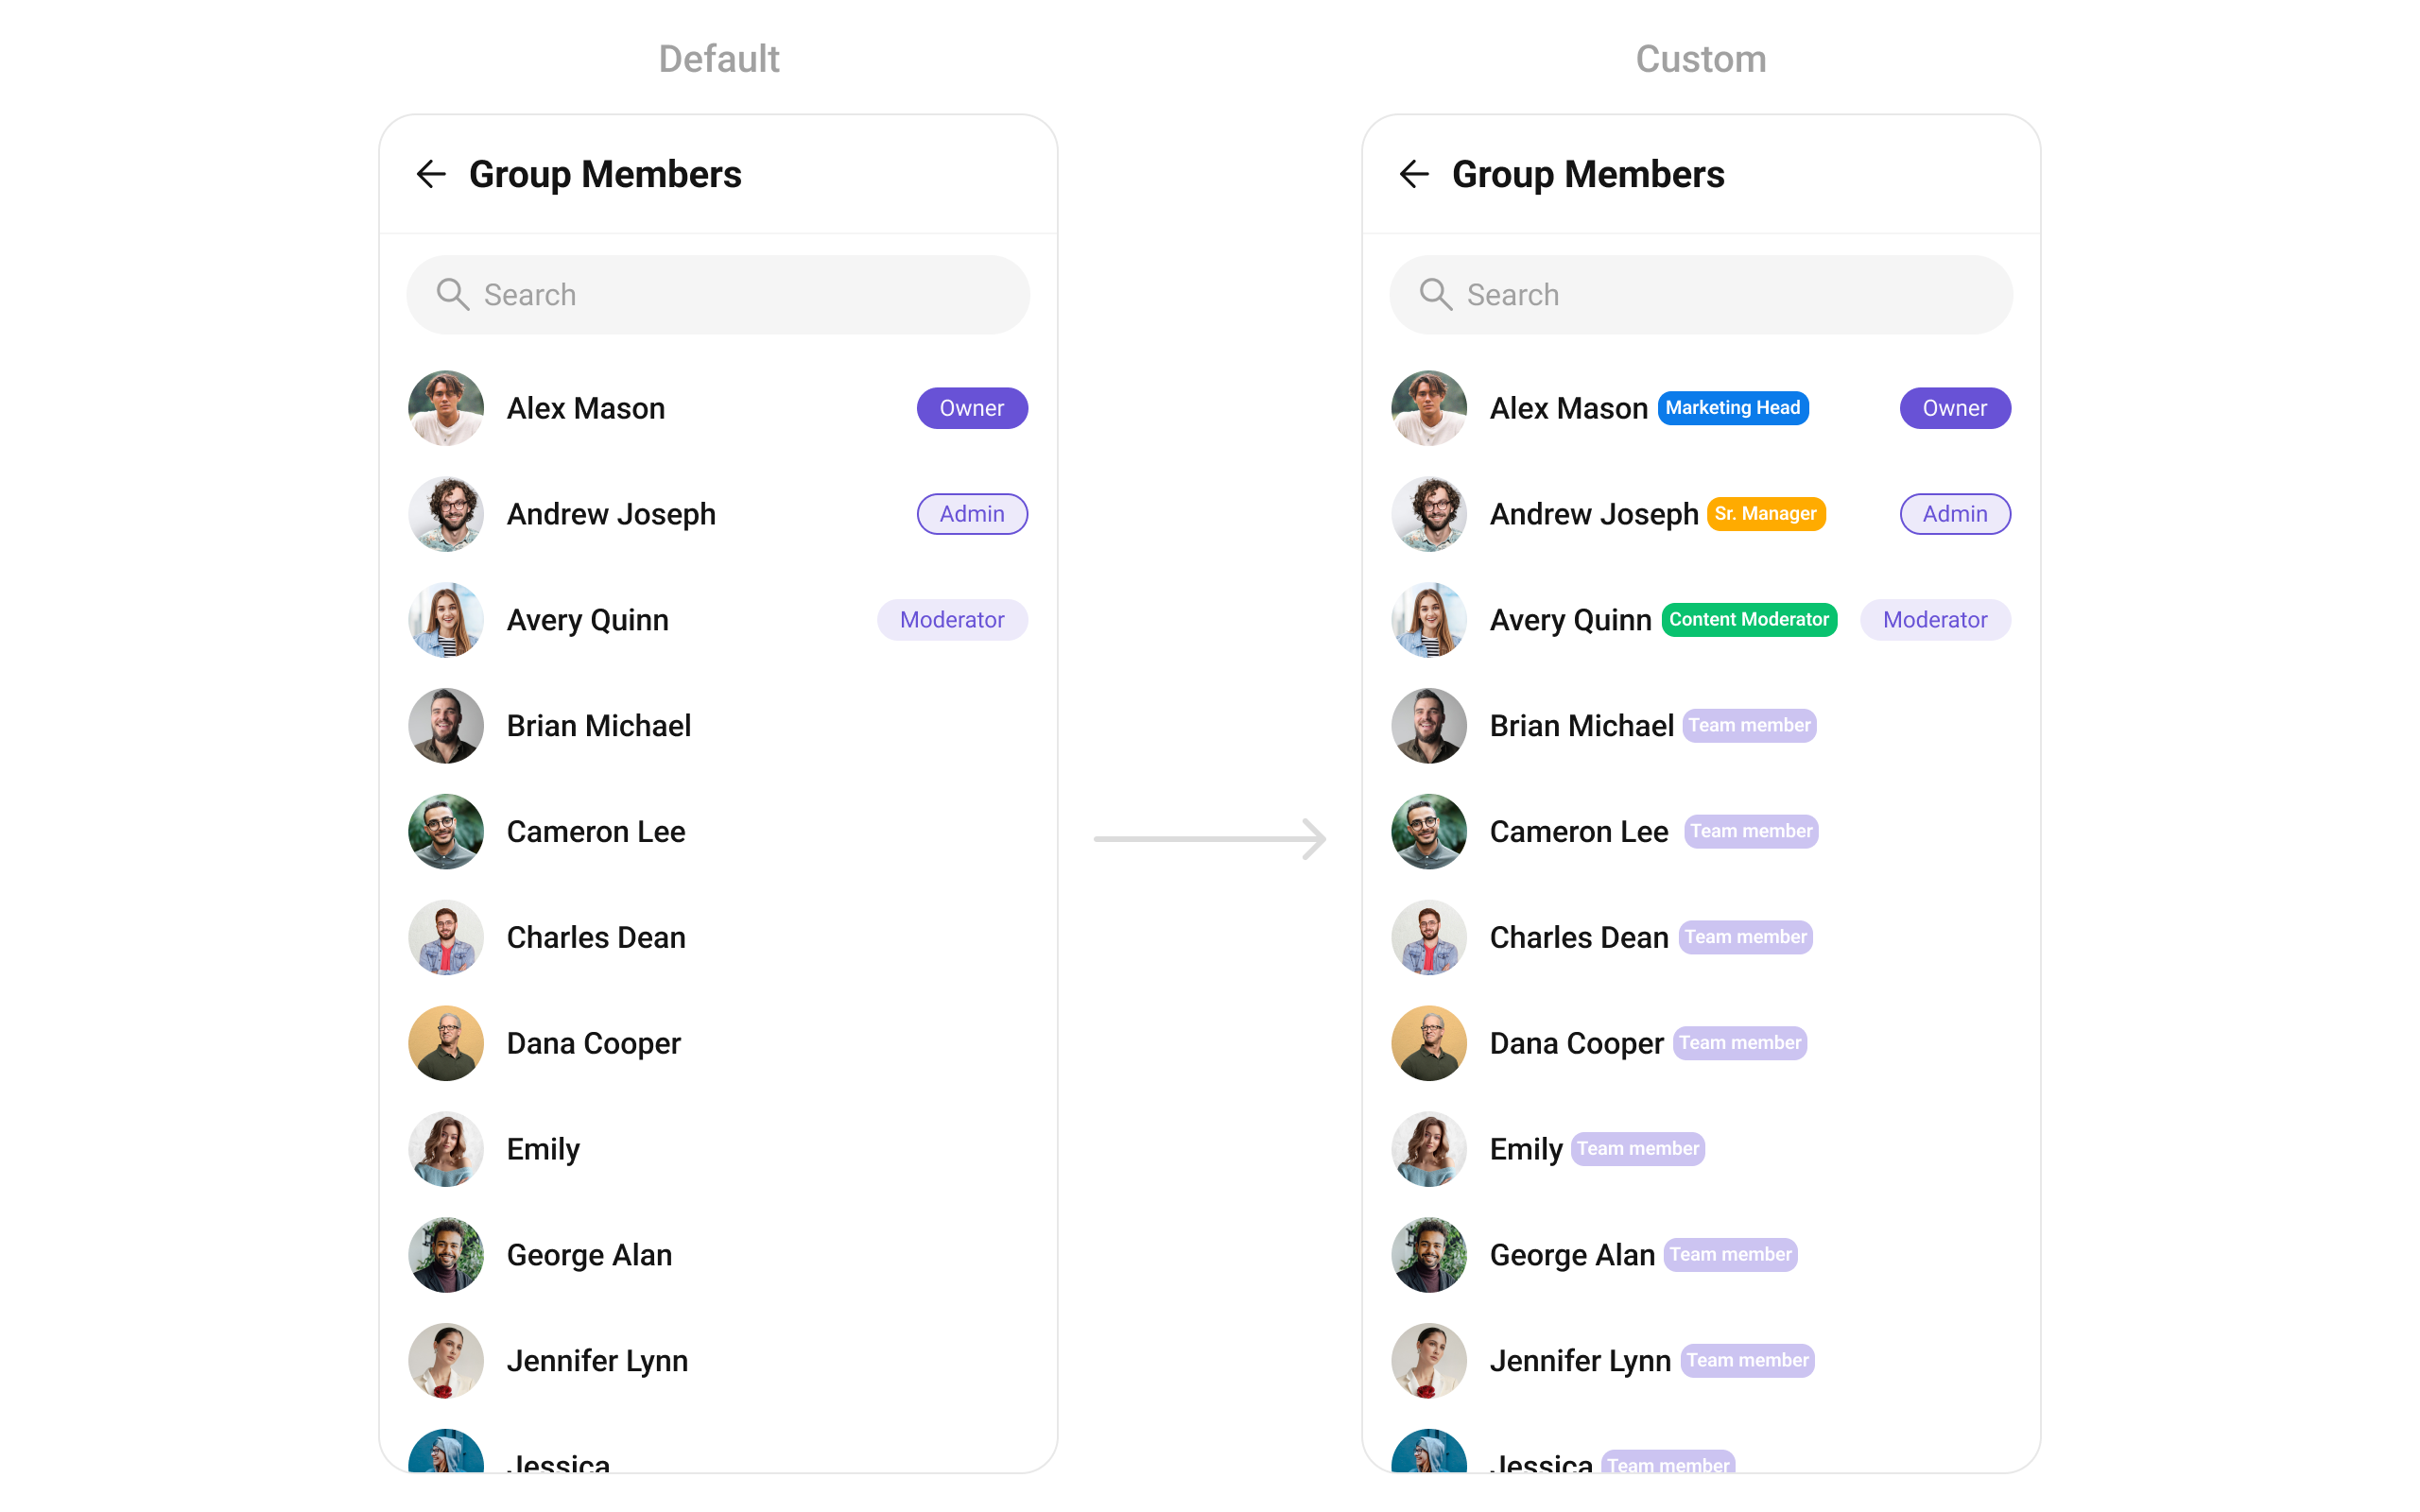 Default
Group Members
Search
Alex Mason Owner
Andrew Joseph Admin
Avery Quinn Moderator
Brian Michael
Cameron Lee
Charles Dean
Dana Cooper
Emily
George Alan
Jennifer Lynn
Jessica
Custom
Group Members
Search
Alex Mason Marketing Head Owner
Andrew Joseph Sr. Manager Admin
Avery Quinn Content Moderator Moderator
Brian Michael Team member
Cameron Lee Team member
Charles Dean Team member
Dana Cooper Team member
Emily Team member
George Alan Team member
Jennifer Lynn Team member
Jessica Team member